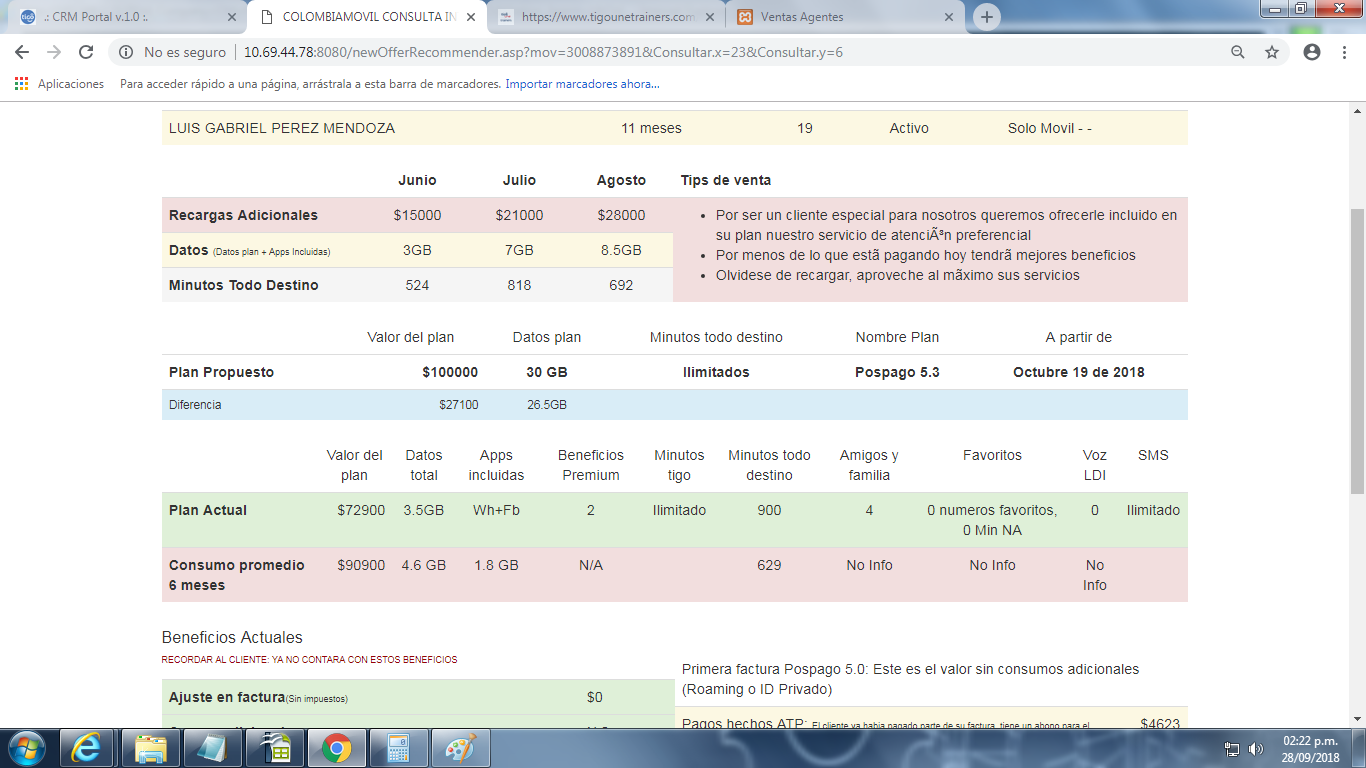 .: CRM Portal v.1.0 :.
COLOMBIAMOVIL CONSULTA IN
https://www.tigounetrainers.com
Ventas Agentes
No es seguro | 10.69.44.78:8080/newOfferRecommender.asp?mov=3008873891&Consultar.x=23&Consultar.y=6
Aplicaciones Para acceder rápido a una página, arrástrala a esta barra de marcadores. Importar marcadores ahora...
LUIS GABRIEL PEREZ MENDOZA 11 meses 19 Activo Solo Movil - -
Junio Julio Agosto Tips de venta
Recargas Adicionales $15000 $21000 $28000
Datos (Datos plan + Apps Incluidas) 3GB 7GB 8.5GB
Minutos Todo Destino 524 818 692
• Por ser un cliente especial para nosotros queremos ofrecerle incluido en
su plan nuestro servicio de atenciÃ³n preferencial
• Por menos de lo que estã pagando hoy tendrã mejores beneficios
• Olvidese de recargar, aproveche al mãximo sus servicios
Valor del plan Datos plan Minutos todo destino Nombre Plan A partir de
Plan Propuesto $100000 30 GB Ilimitados Pospago 5.3 Octubre 19 de 2018
Diferencia $27100 26.5GB
Valor del Datos Apps Beneficios Minutos Minutos todo Amigos y Favoritos Voz SMS
plan total incluidas Premium tigo destino familia LDI
Plan Actual $72900 3.5GB Wh+Fb 2 Ilimitado 900 4 0 numeros favoritos, 0 Ilimitado
0 Min NA
Consumo promedio $90900 4.6 GB 1.8 GB N/A 629 No Info No Info No
6 meses Info
Beneficios Actuales
RECORDAR AL CLIENTE: YA NO CONTARA CON ESTOS BENEFICIOS
Ajuste en factura(Sin impuestos) $0
Primera factura Pospago 5.0: Este es el valor sin consumos adicionales
(Roaming o ID Privado)
Pagos hechos ATP: El cliente ya había pagado parte de su factura, tiene un abono para el $4623
02:22 p.m.
28/09/2018